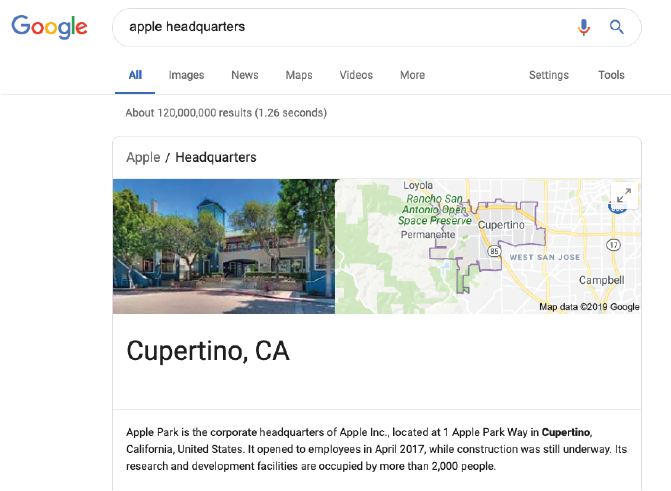 Google
apple headquarters
All Images News Maps Videos More Settings Tools
About 120,000,000 results (1.26 seconds)
Apple / Headquarters
Loyola
Rancho San
Antonio Open
Space Preserve
Permanente
Cupertino
85
WEST SAN JOSE
17
Campbell
Map data ©2019 Google
Cupertino, CA
Apple Park is the corporate headquarters of Apple Inc., located at 1 Apple Park Way in Cupertino,
California, United States. It opened to employees in April 2017, while construction was still underway. Its
research and development facilities are occupied by more than 2,000 people.